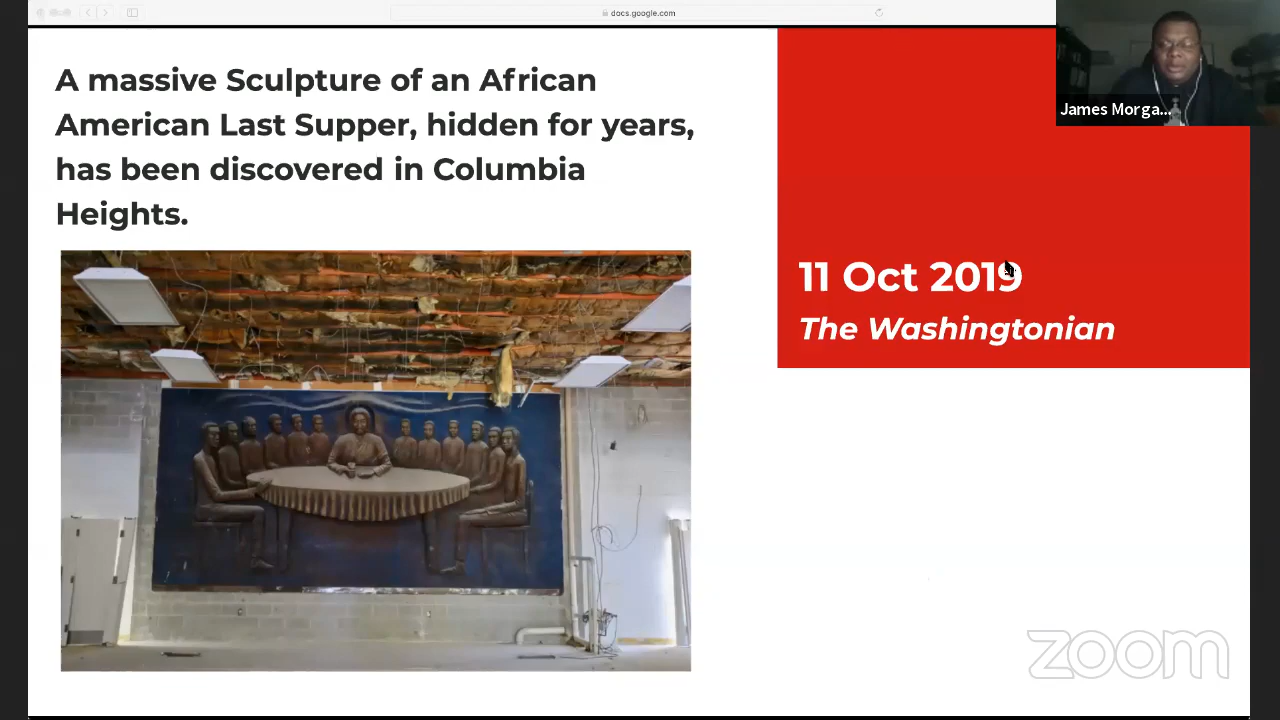 docs.google.com
A massive Sculpture of an African
American Last Supper, hidden for years,
has been discovered in Columbia
Heights.
James Morga...
11 Oct 2019
The Washingtonian
zoom